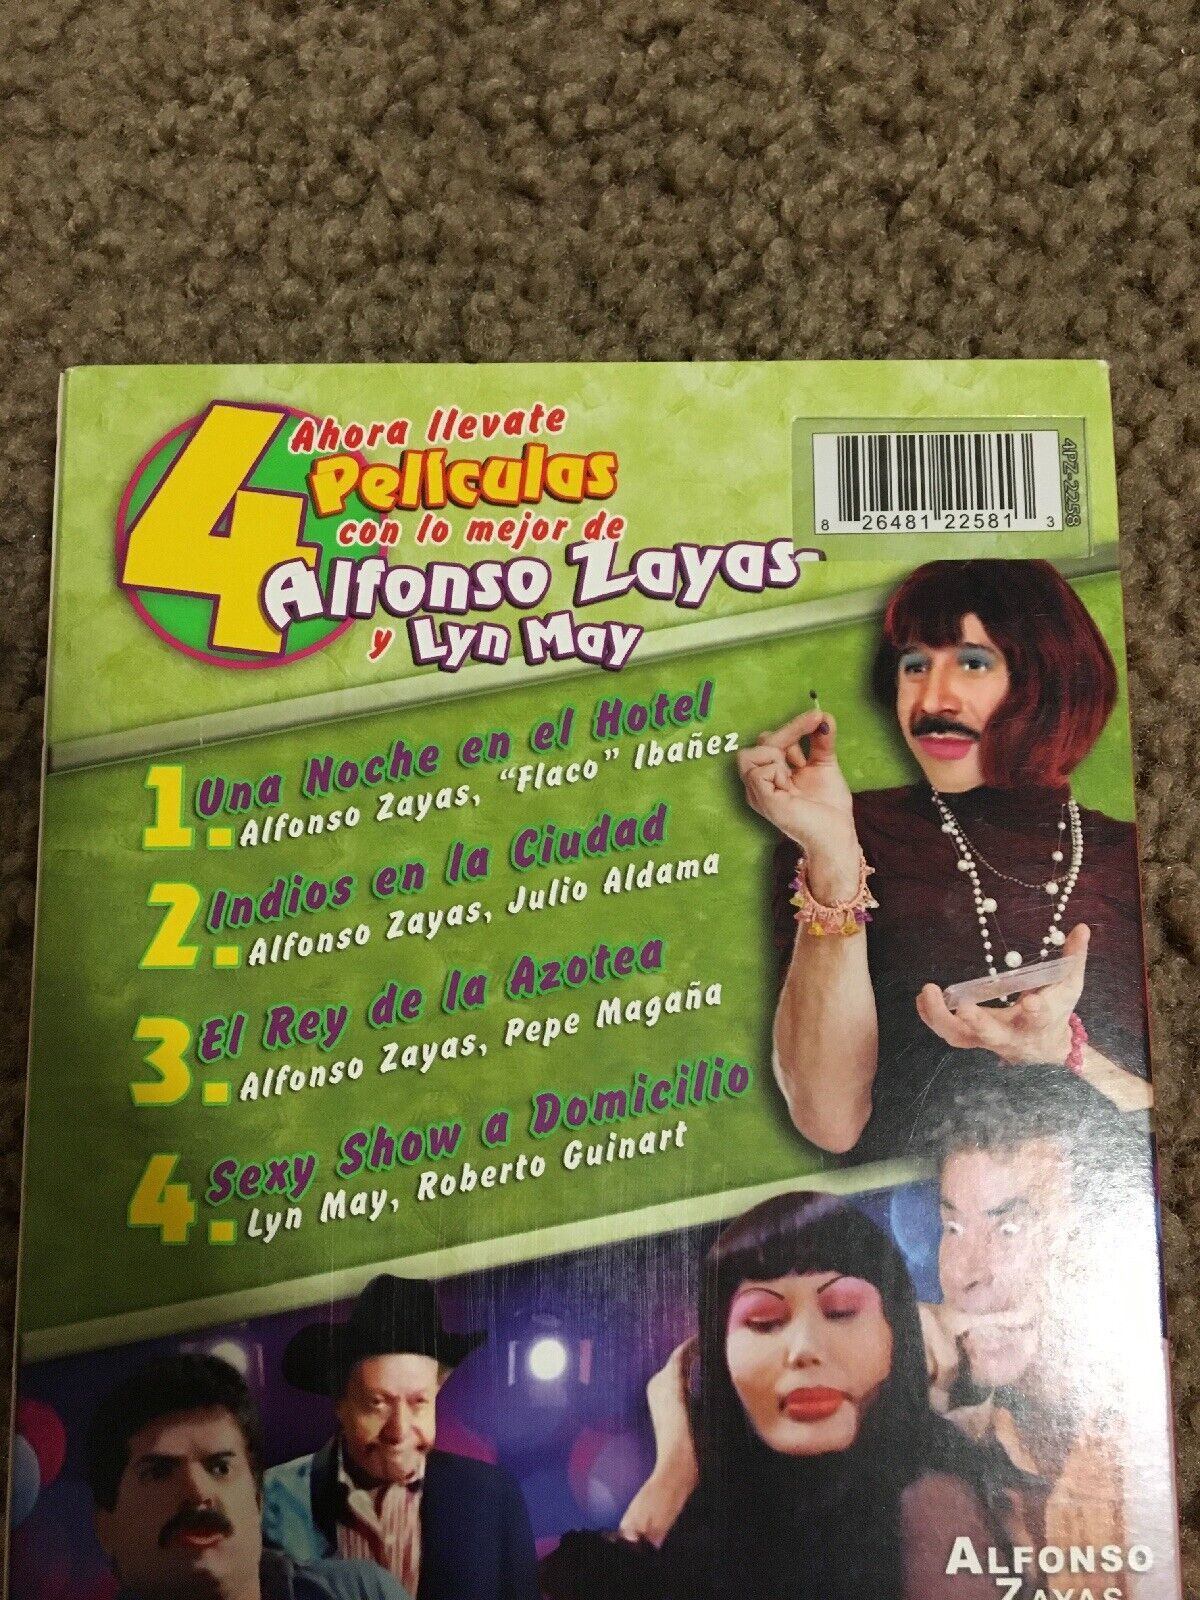 4
Ahora llevate
Películas
con lo mejor de
Alfonso Zayas
y Lyn May
8 26481 22581 3
4PZ-2258
1. Una Noche en el Hotel
Alfonso Zayas, "Flaco" Ibañez
2. Indios en la Ciudad
Alfonso Zayas, Julio Aldama
3. El Rey de la Azotea
Alfonso Zayas, Pepe Magaña
4. Sexy Show a Domicilio
Lyn May, Roberto Guinart
ALFONSO
ZAYAS